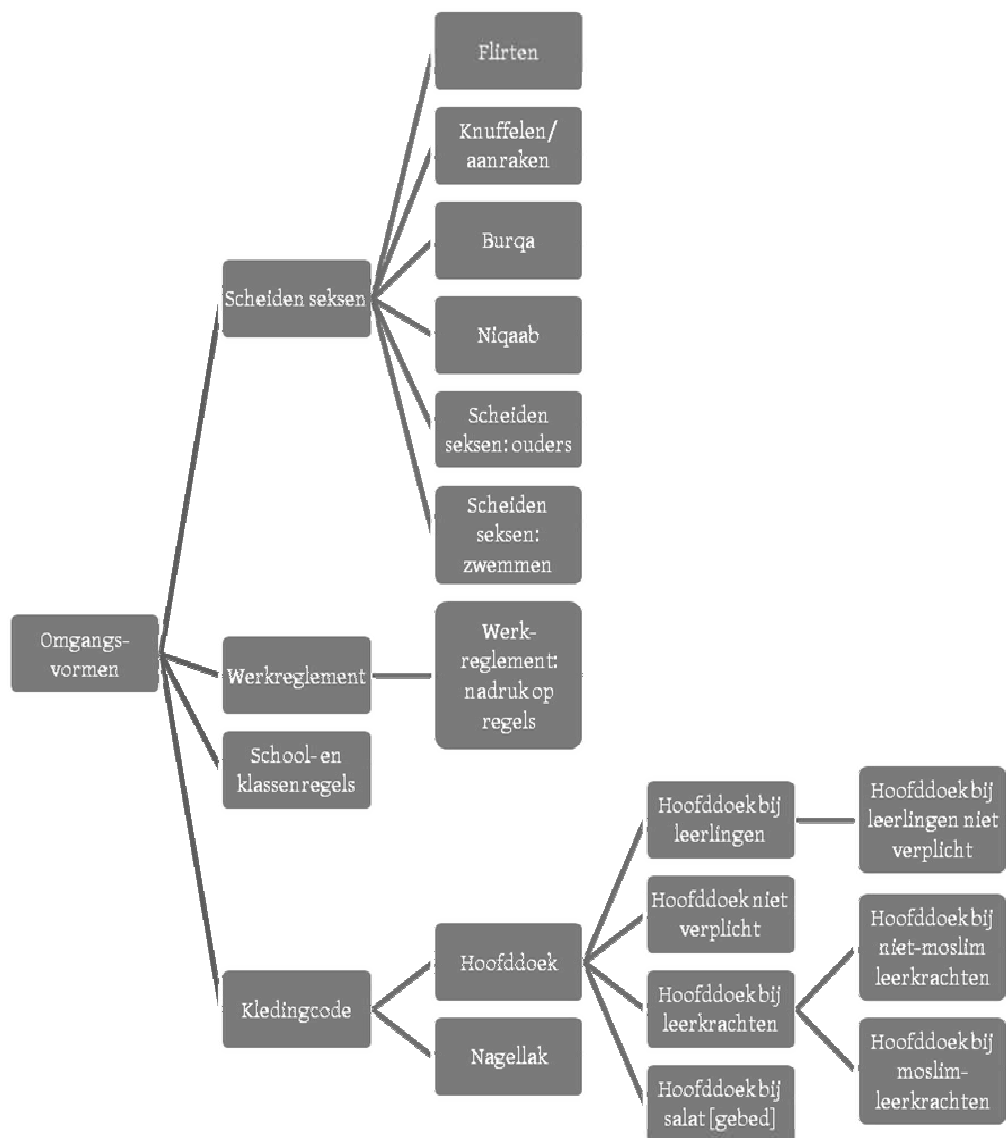 Flirten
Knuffelen/
aanraken
Burqa
Scheiden seksen
Niqaab
Scheiden
seksen: ouders
Scheiden
seksen:
zwemmen
Omgangs-
vormen
Werkreglement
Werk-
reglement:
nadruk op
regels
School- en
klassenregels
Hoofddoek bij
leerlingen
Hoofddoek bij
leerlingen niet
verplicht
Hoofddoek niet
verplicht
Hoofddoek bij
niet-moslim
leerkrachten
Hoofddoek
Kledingcode
Hoofddoek bij
leerkrachten
Nagellak
Hoofddoek bij
moslim-
leerkrachten
Hoofddoek bij
salat [gebed]